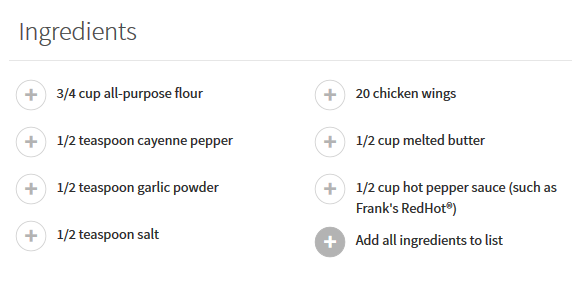 Ingredients
3/4 cup all-purpose flour
1/2 teaspoon cayenne pepper
1/2 teaspoon garlic powder
1/2 teaspoon salt
20 chicken wings
1/2 cup melted butter
1/2 cup hot pepper sauce (such as
Frank's RedHot®)
Add all ingredients to list